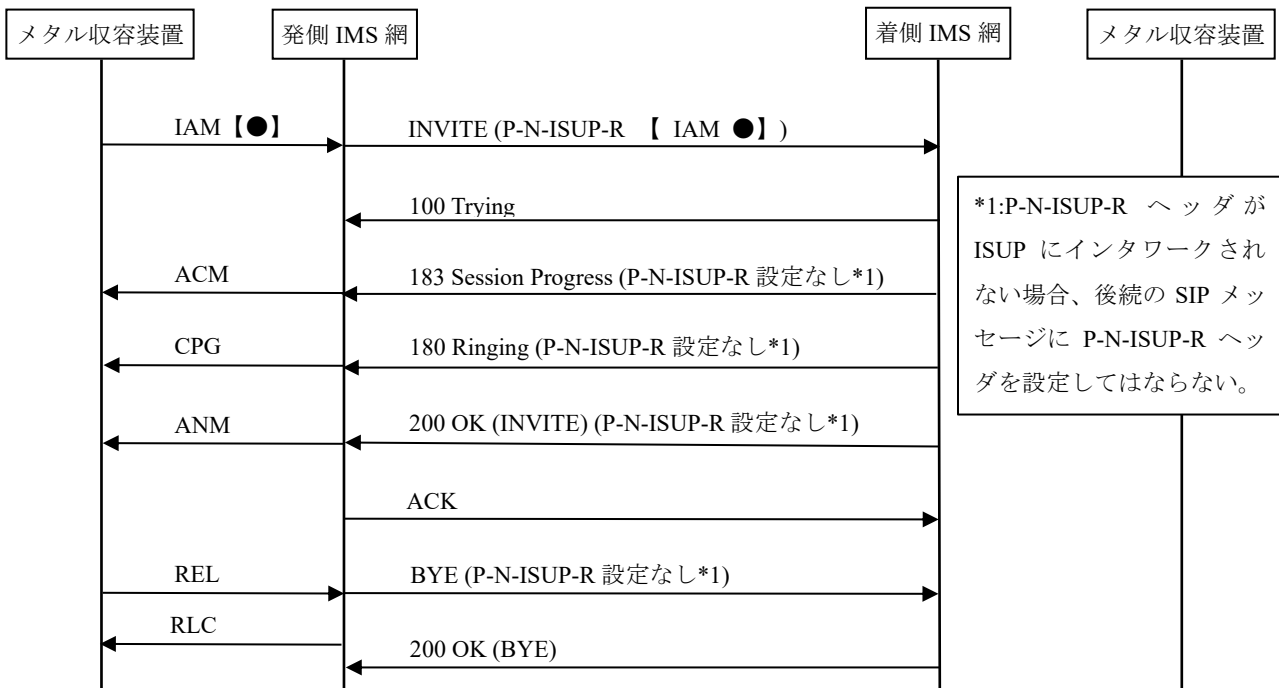 メタル収容装置
発側 IMS 網
着側 IMS 網
メタル収容装置
IAM【●】
INVITE (P-N-ISUP-R 【 IAM ●】)
100 Trying
ACM
183 Session Progress (P-N-ISUP-R 設定なし*1)
CPG
180 Ringing (P-N-ISUP-R 設定なし*1)
ANM
200 OK (INVITE) (P-N-ISUP-R 設定なし*1)
ACK
REL
BYE (P-N-ISUP-R 設定なし*1)
RLC
200 OK (BYE)
*1:P-N-ISUP-R ヘッダが
ISUP にインタワークされ
ない場合、後続の SIP メッ
セージに P-N-ISUP-R ヘッ
ダを設定してはならない。